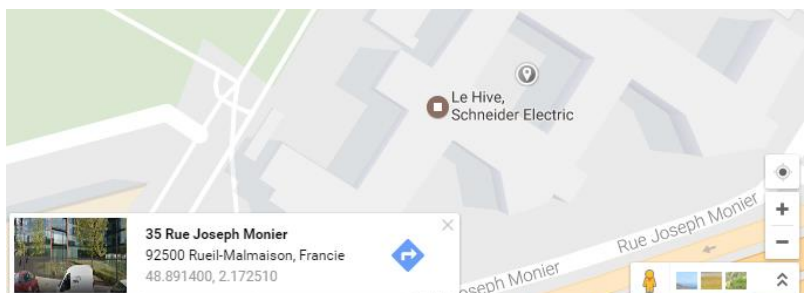 Le Hive,
Schneider Electric
Rue Joseph Monier
35 Rue Joseph Monier
92500 Rueil-Malmaison, Francie
48.891400, 2.172510
oseph Monier